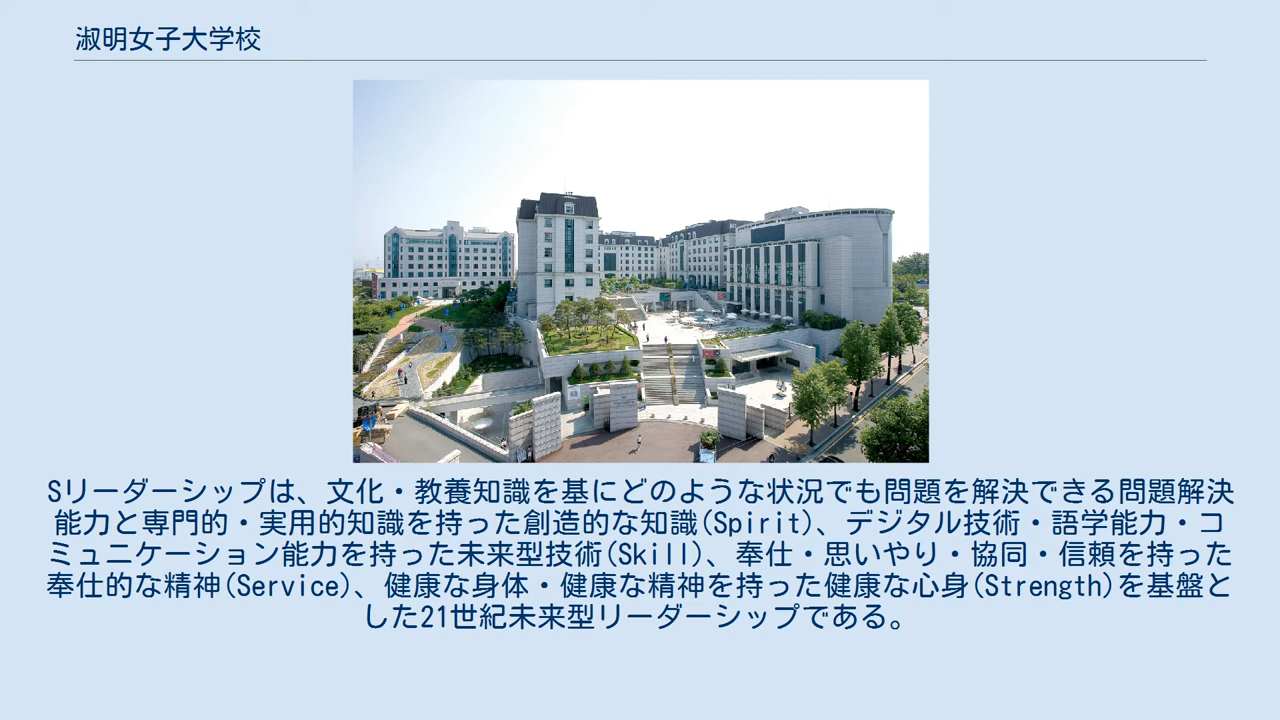 淑明女子大学校
Sリーダーシップは、文化・教養知識を基にどのような状況でも問題を解決できる問題解決
能力と専門的・実用的知識を持った創造的な知識(Spirit)、デジタル技術・語学能力・コ
ミュニケーション能力を持った未来型技術(Skill)、奉仕・思いやり・協同・信頼を持った
奉仕的な精神(Service)、健康な身体・健康な精神を持った健康な心身(Strength)を基盤と
した21世紀未来型リーダーシップである。